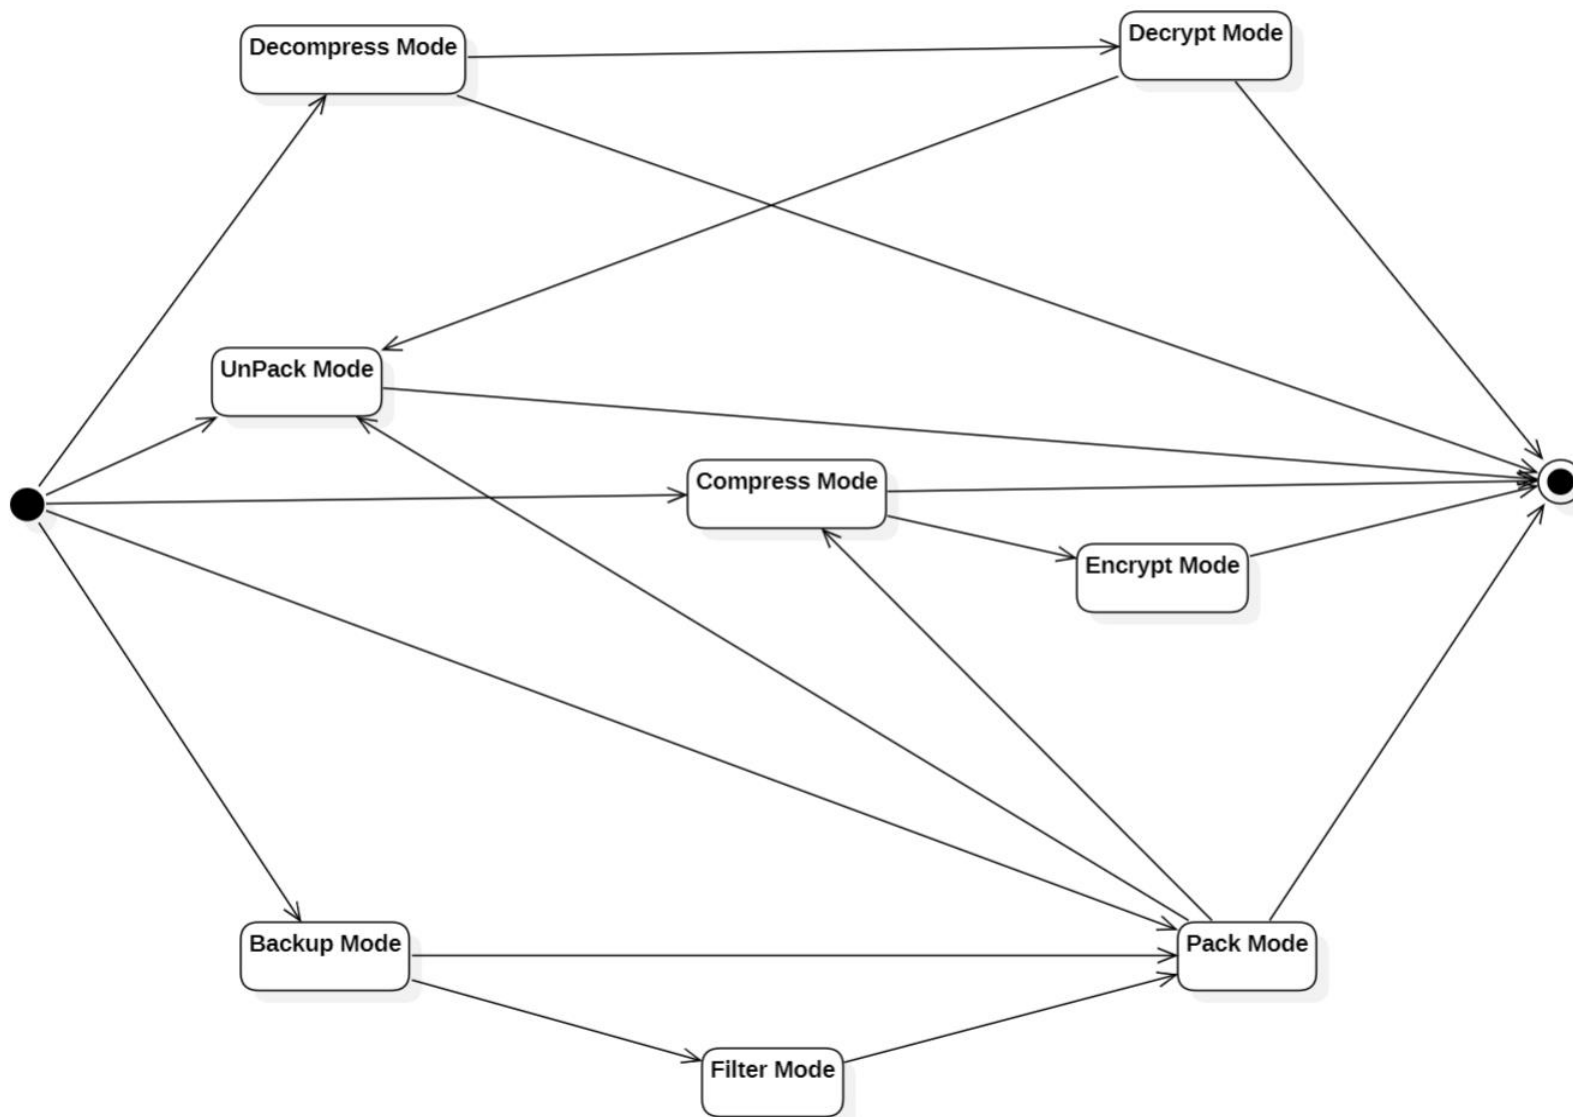 Decompress Mode
Decrypt Mode
UnPack Mode
Compress Mode
Encrypt Mode
Backup Mode
Pack Mode
Filter Mode